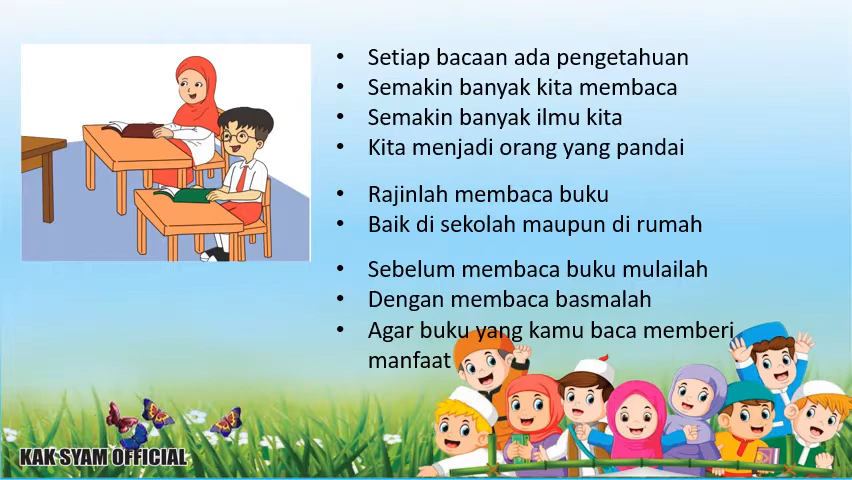 • Setiap bacaan ada pengetahuan
• Semakin banyak kita membaca
• Semakin banyak ilmu kita
• Kita menjadi orang yang pandai
• Rajinlah membaca buku
• Baik di sekolah maupun di rumah
• Sebelum membaca buku mulailah
• Dengan membaca basmalah
• Agar buku yang kamu baca memberi
manfaat
KAK SYAM OFFICIAL